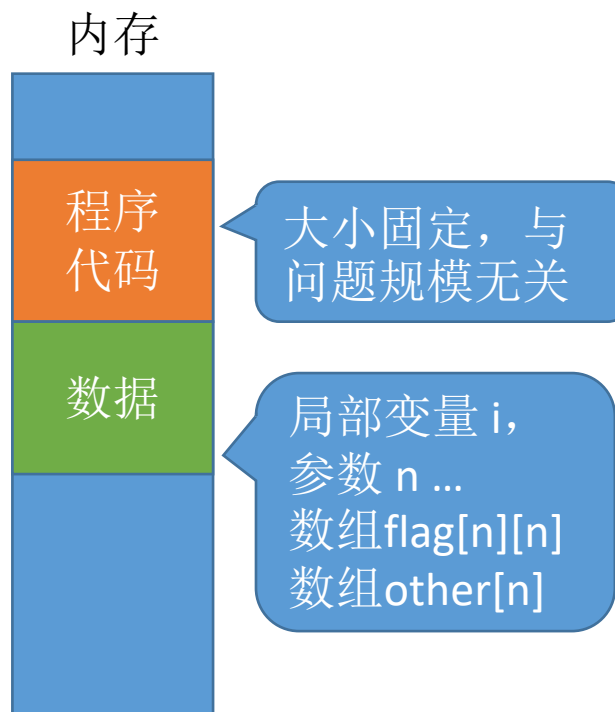 内存
程序
代码
大小固定，与
问题规模无关
数据
局部变量 i，
参数 n ...
数组flag[n][n]
数组other[n]